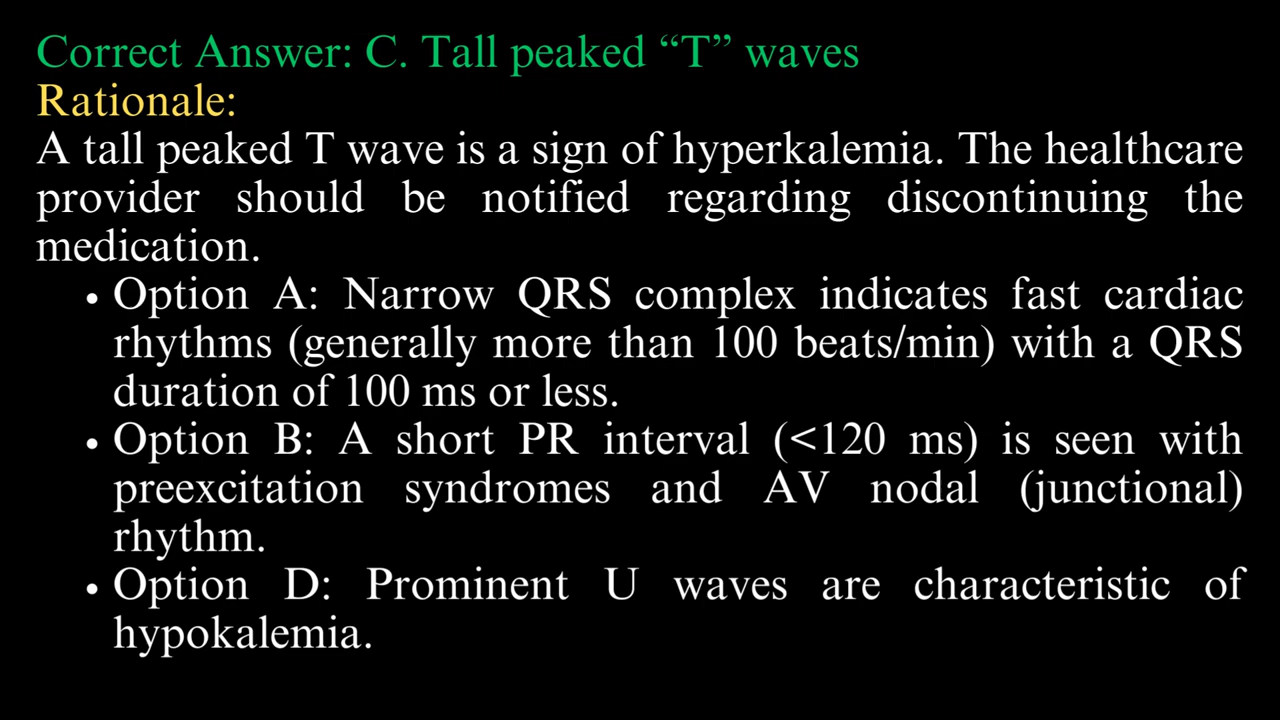 Correct Answer: C. Tall peaked “T” waves
Rationale:
A tall peaked T wave is a sign of hyperkalemia. The healthcare
provider should be notified regarding discontinuing the
medication.
• Option A: Narrow QRS complex indicates fast cardiac
rhythms (generally more than 100 beats/min) with a QRS
duration of 100 ms or less.
• Option B: A short PR interval (<120 ms) is seen with
preexcitation syndromes and AV nodal (junctional)
rhythm.
• Option D: Prominent U waves are characteristic of
hypokalemia.